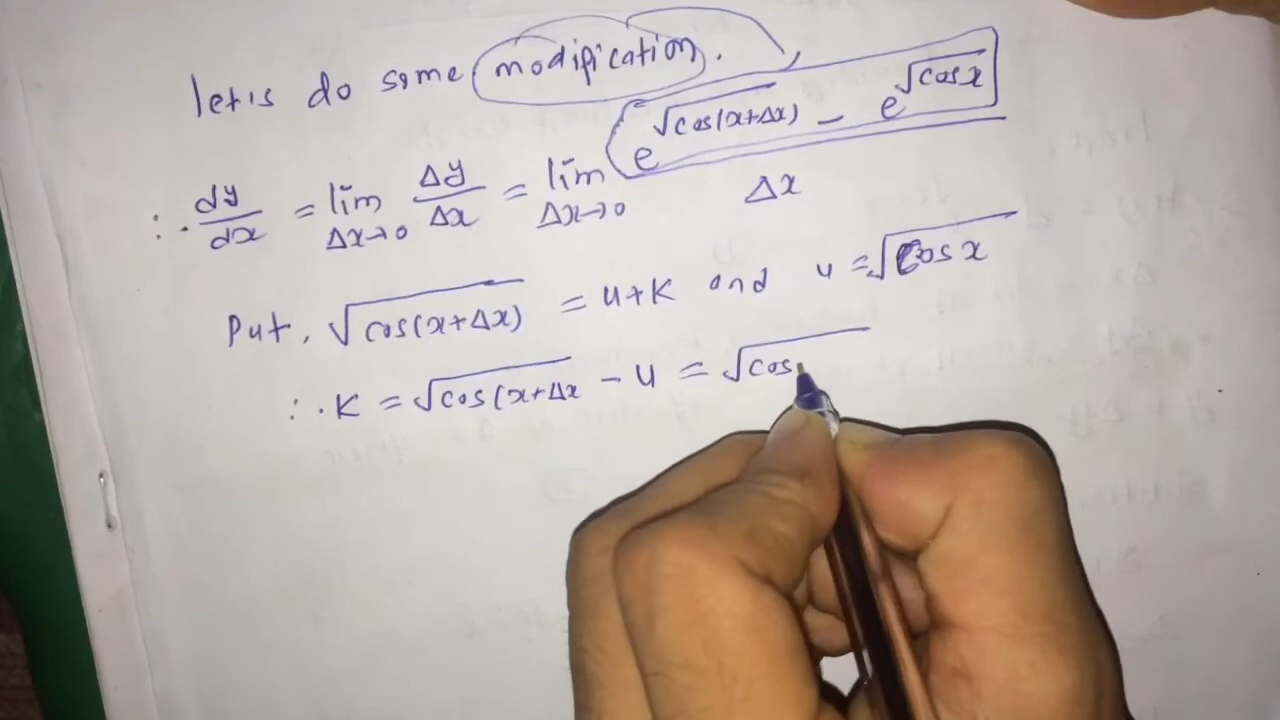 let's do some modification.
∴ dy/dx = lim Δx→0 Δy/Δx = lim Δx→0 (e^√cos(x+Δx) - e^√cosx)/Δx
Put, √cos(x+Δx) = u+k and u = √cos x
∴ k = √cos(x+Δx - u = √cos